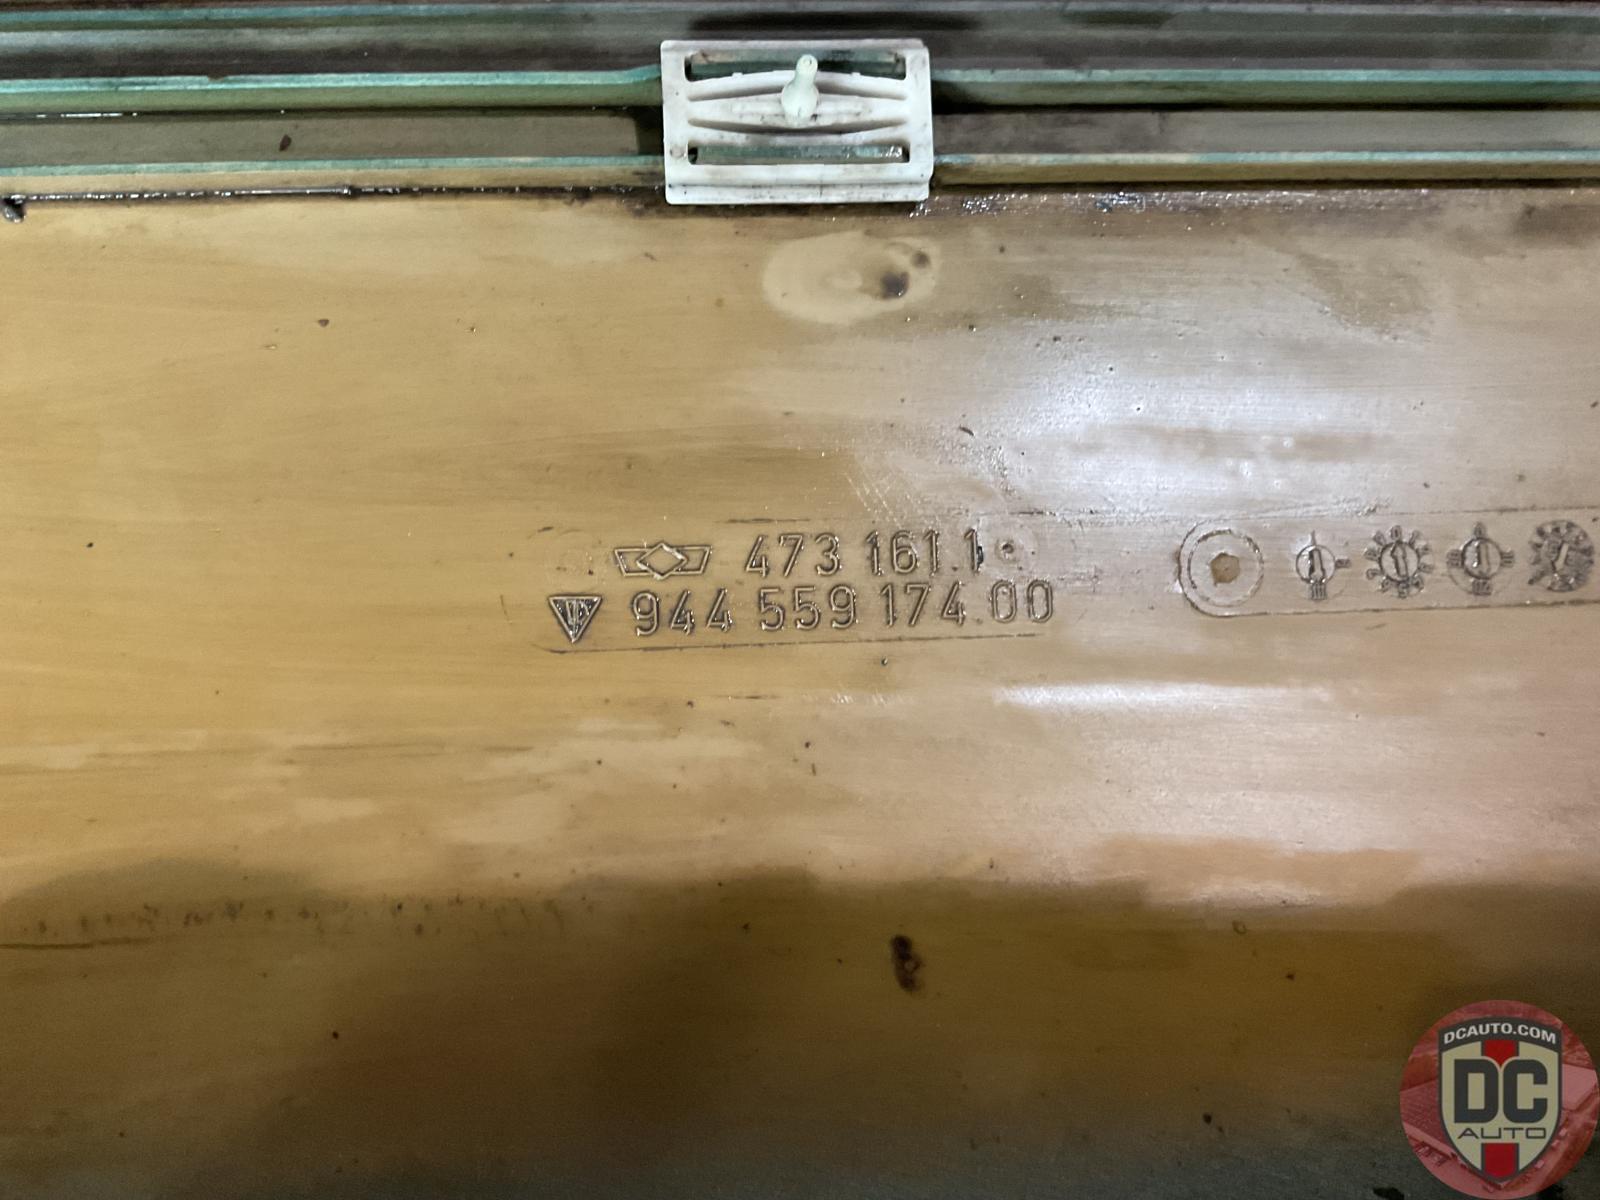 473 161.1
944 559 174.00
DCAUTO.COM
DC
AUTO